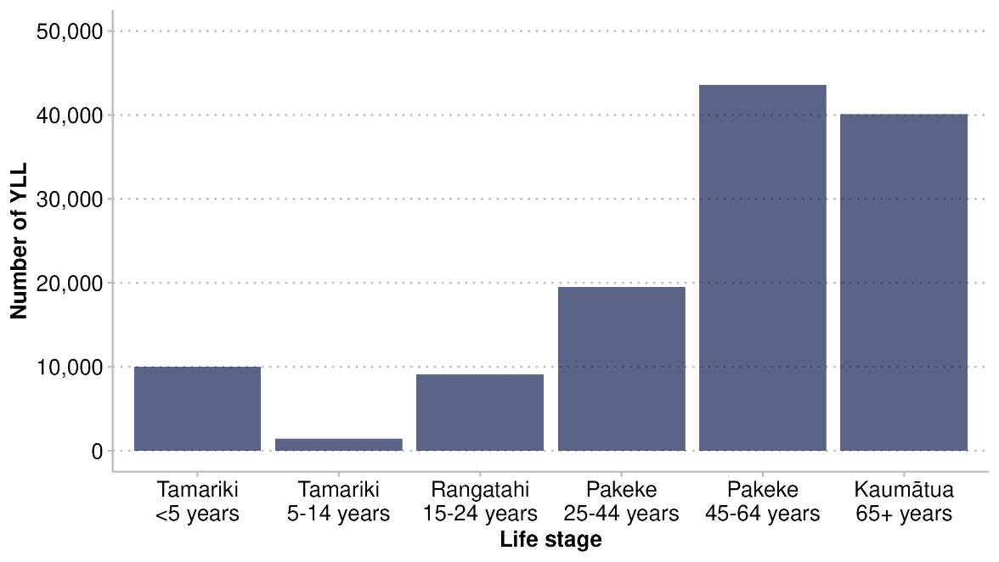 50,000
40,000
30,000
20,000
10,000
0
Number of YLL
Tamariki
<5 years
Tamariki
5-14 years
Rangatahi
15-24 years
Pakeke
25-44 years
Pakeke
45-64 years
Kaumātua
65+ years
Life stage